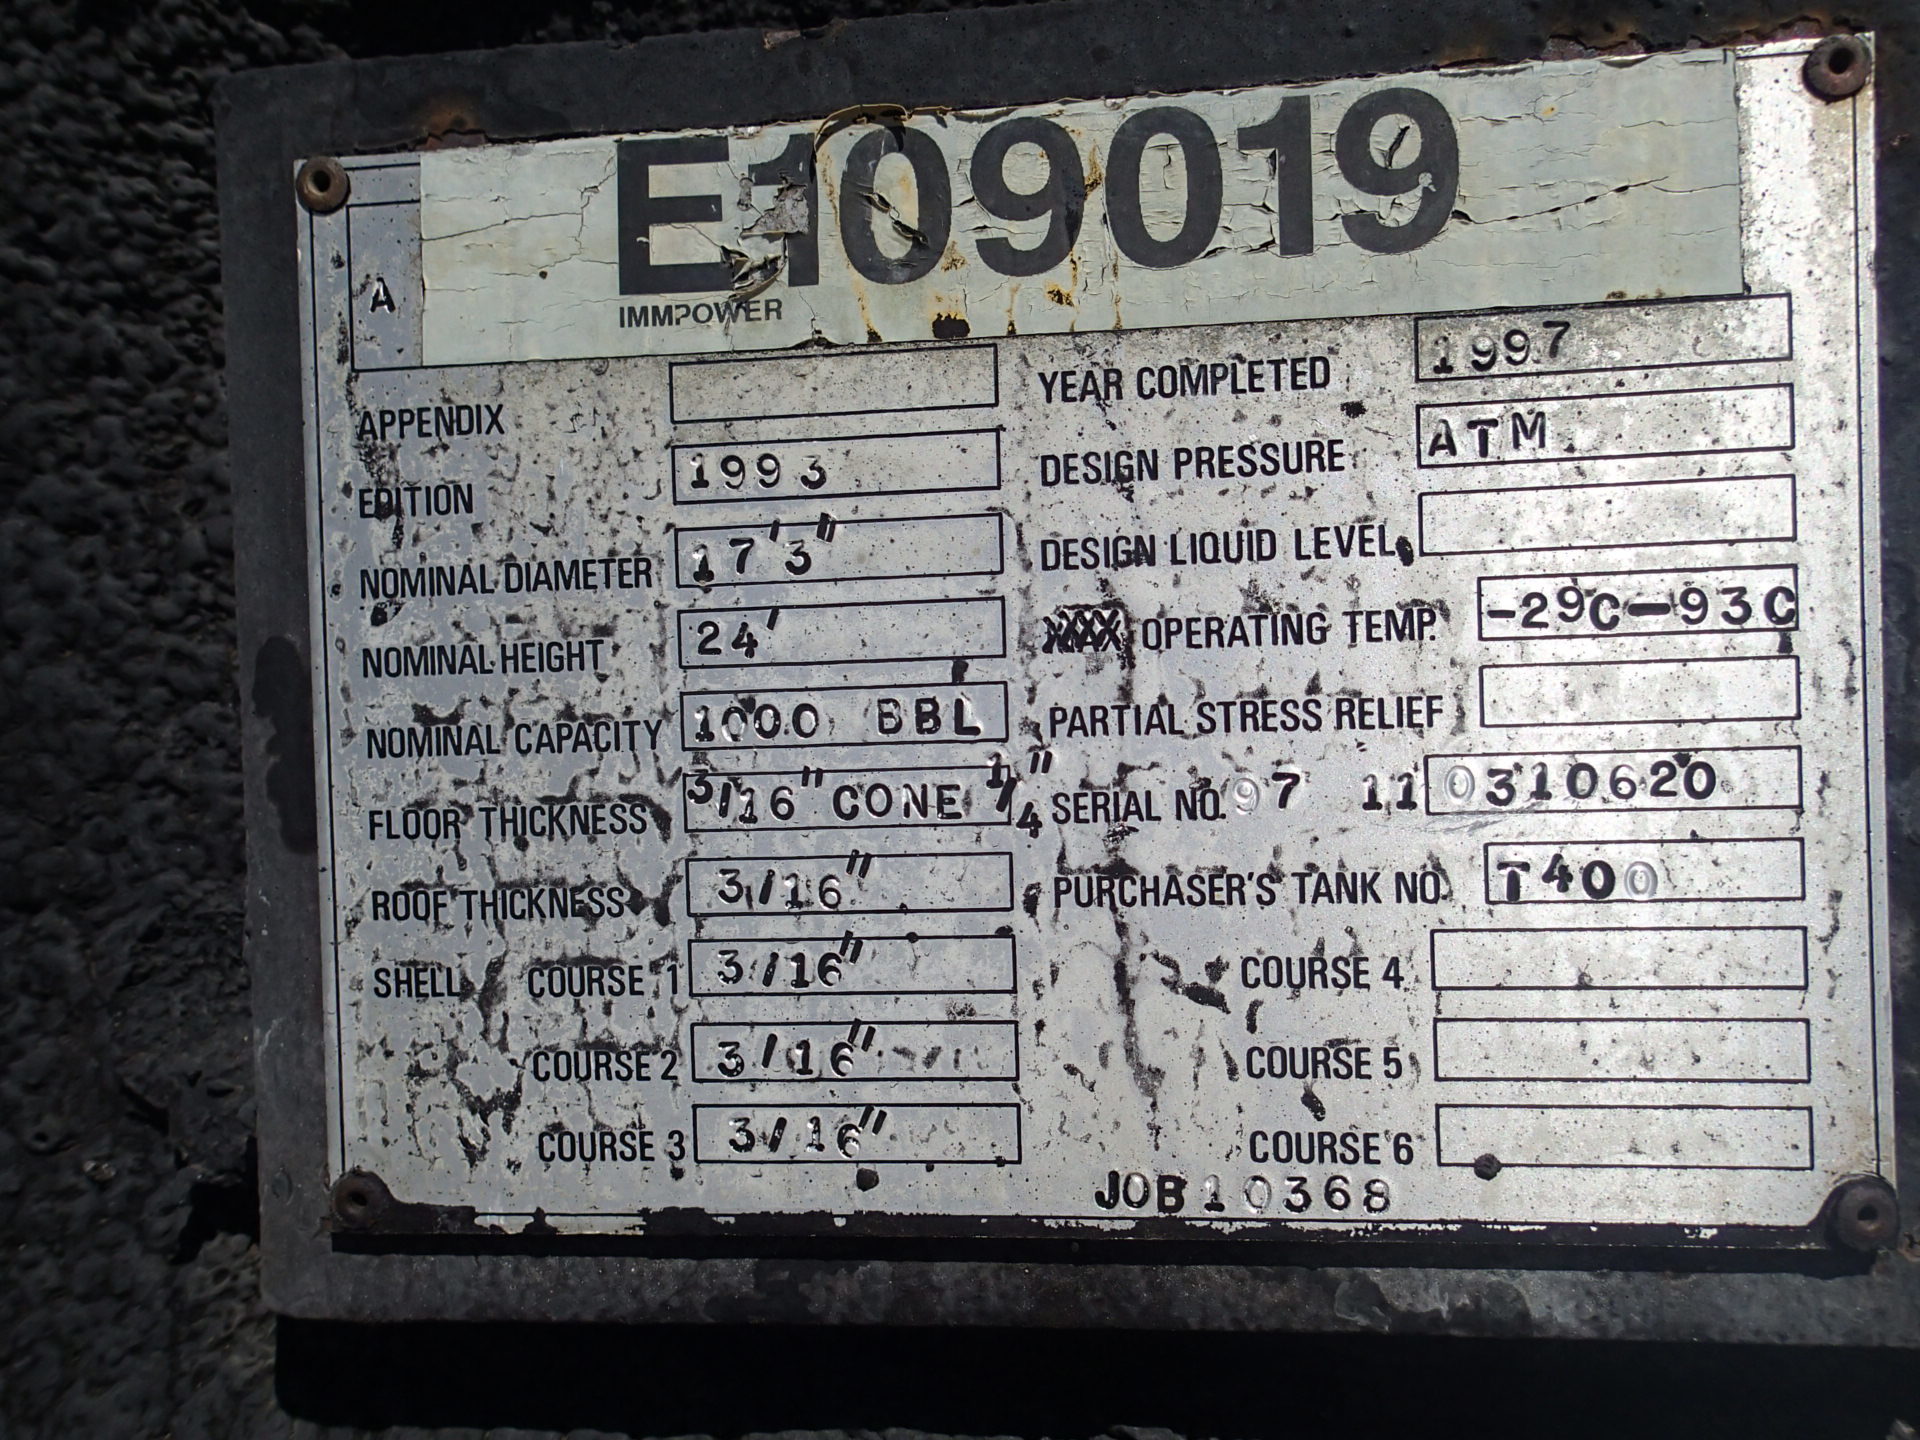 E109019
IMMPOWER
A
APPENDIX
EDITION 1993
NOMINAL DIAMETER 17'3"
NOMINAL HEIGHT 24'
NOMINAL CAPACITY 1000 BBL
FLOOR THICKNESS 3/16" CONE 1/4"
ROOF THICKNESS 3/16"
SHELL COURSE 1 3/16"
COURSE 2 3/16"
COURSE 3 3/16"
YEAR COMPLETED 1997
DESIGN PRESSURE ATM
DESIGN LIQUID LEVEL
OPERATING TEMP. -29C-93C
PARTIAL STRESS RELIEF
SERIAL NO. 97 11 0310620
PURCHASER'S TANK NO. T400
COURSE 4
COURSE 5
COURSE 6
JOB 10368